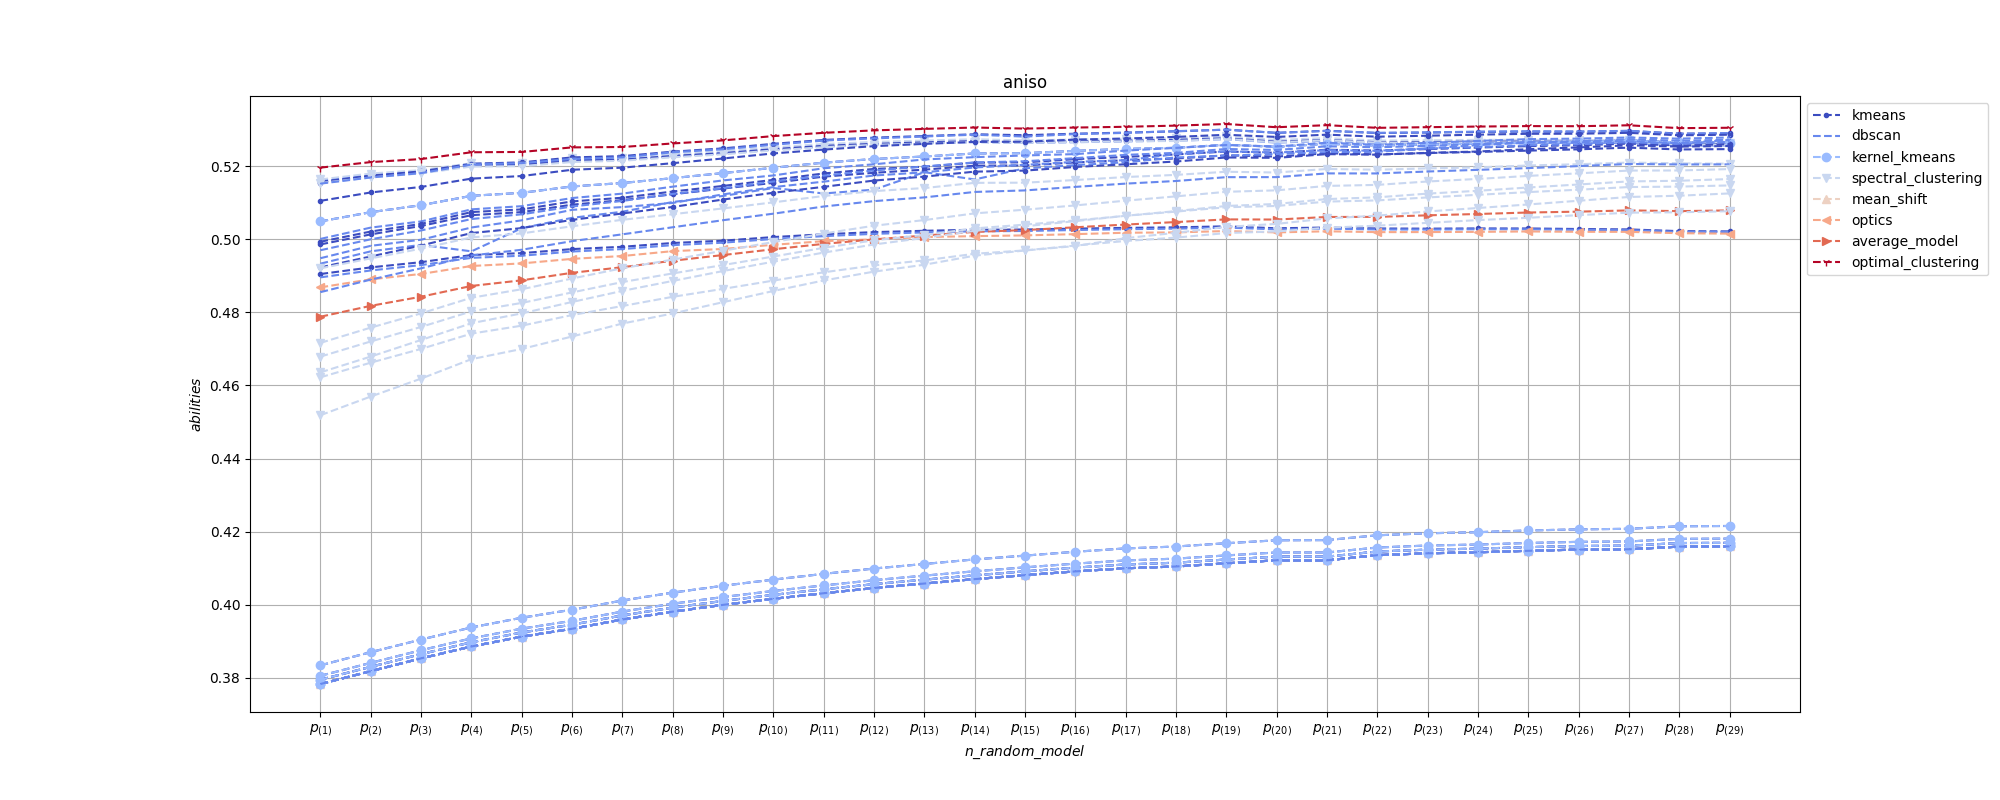 aniso
kmeans
dbscan
kernel_kmeans
spectral_clustering
mean_shift
optics
average_model
optimal_clustering
abilities
0.52
0.50
0.48
0.46
0.44
0.42
0.40
0.38
p(1) p(2) p(3) p(4) p(5) p(6) p(7) p(8) p(9) p(10) p(11) p(12) p(13) p(14) p(15) p(16) p(17) p(18) p(19) p(20) p(21) p(22) p(23) p(24) p(25) p(26) p(27) p(28) p(29)
n_random_model